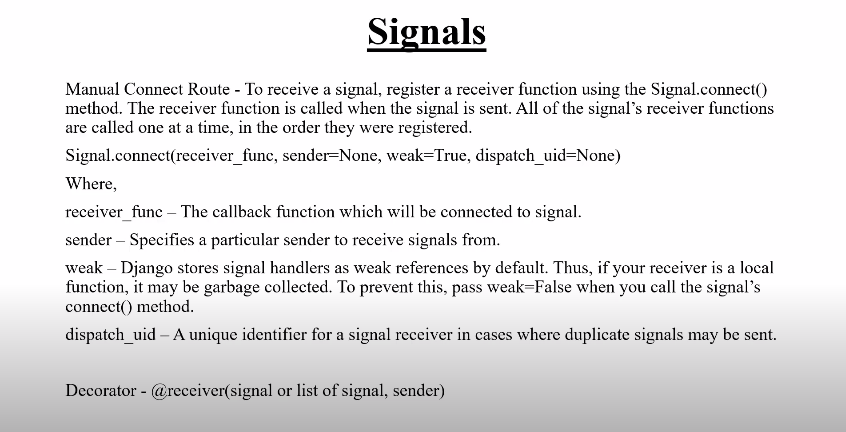 Signals
Manual Connect Route - To receive a signal, register a receiver function using the Signal.connect()
method. The receiver function is called when the signal is sent. All of the signal’s receiver functions
are called one at a time, in the order they were registered.
Signal.connect(receiver_func, sender=None, weak=True, dispatch_uid=None)
Where,
receiver_func – The callback function which will be connected to signal.
sender – Specifies a particular sender to receive signals from.
weak – Django stores signal handlers as weak references by default. Thus, if your receiver is a local
function, it may be garbage collected. To prevent this, pass weak=False when you call the signal’s
connect() method.
dispatch_uid – A unique identifier for a signal receiver in cases where duplicate signals may be sent.
Decorator - @receiver(signal or list of signal, sender)